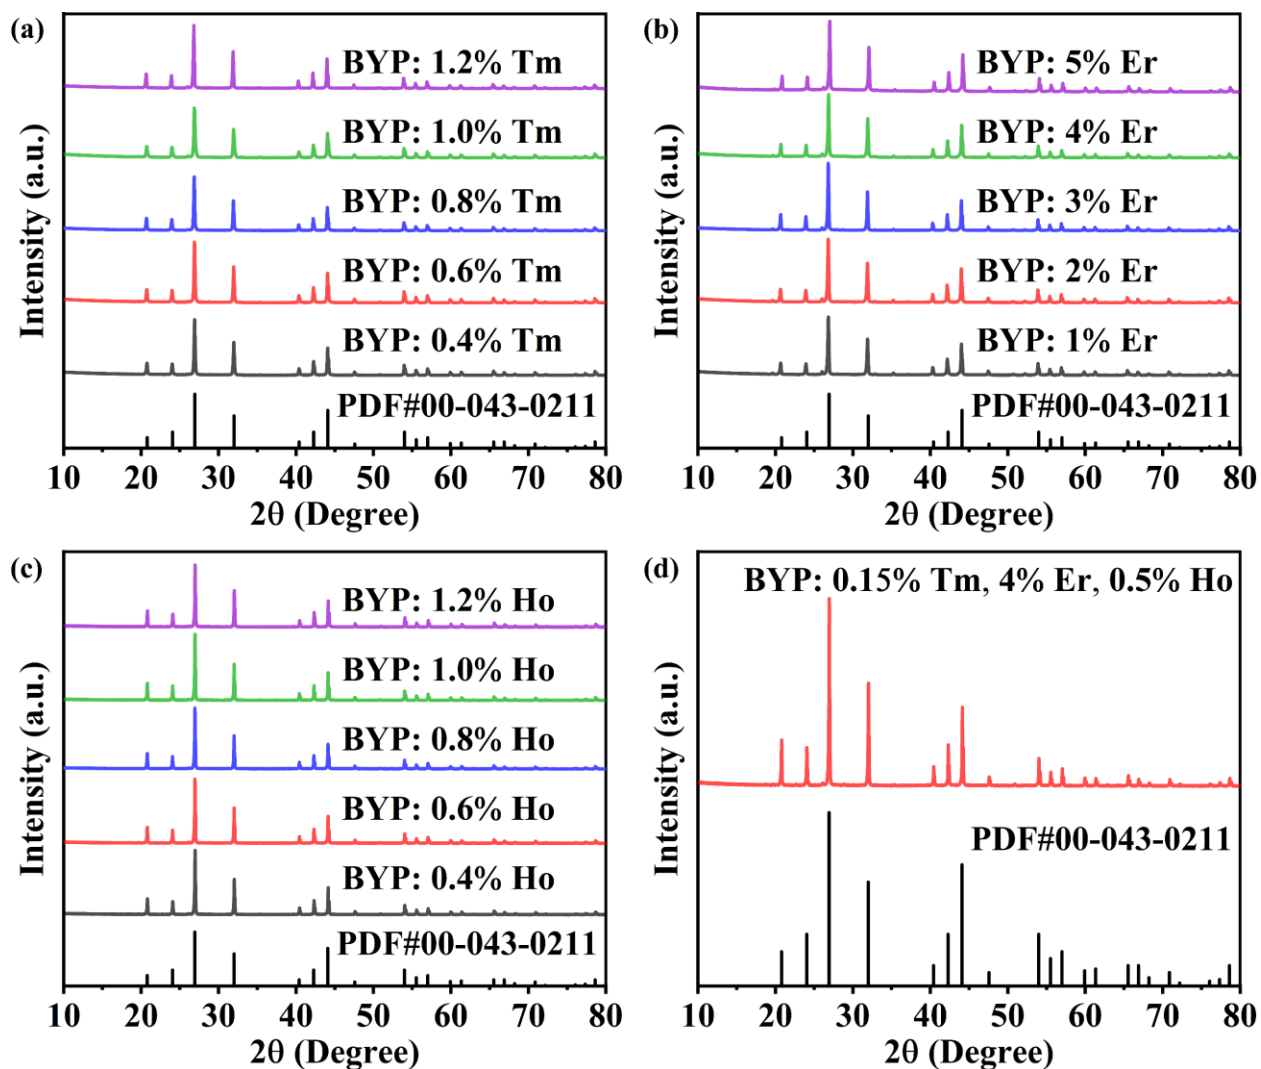 (a)
BYP: 1.2% Tm
BYP: 1.0% Tm
BYP: 0.8% Tm
BYP: 0.6% Tm
BYP: 0.4% Tm
PDF#00-043-0211
Intensity (a.u.)
10 20 30 40 50 60 70 80
2θ (Degree)
(b)
BYP: 5% Er
BYP: 4% Er
BYP: 3% Er
BYP: 2% Er
BYP: 1% Er
PDF#00-043-0211
Intensity (a.u.)
10 20 30 40 50 60 70 80
2θ (Degree)
(c)
BYP: 1.2% Ho
BYP: 1.0% Ho
BYP: 0.8% Ho
BYP: 0.6% Ho
BYP: 0.4% Ho
PDF#00-043-0211
Intensity (a.u.)
10 20 30 40 50 60 70 80
2θ (Degree)
(d)
BYP: 0.15% Tm, 4% Er, 0.5% Ho
PDF#00-043-0211
Intensity (a.u.)
10 20 30 40 50 60 70 80
2θ (Degree)